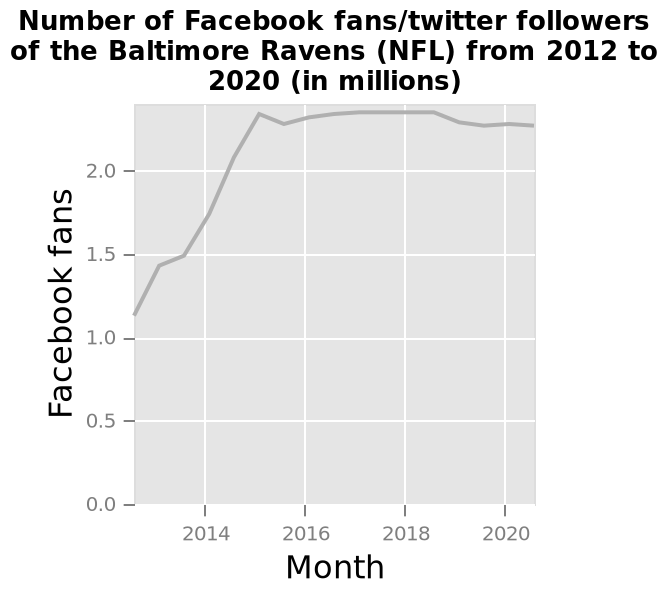 Number of Facebook fans/twitter followers
of the Baltimore Ravens (NFL) from 2012 to
2020 (in millions)
Facebook fans
2.0
1.5
1.0
0.5
0.0
2014 2016 2018 2020
Month